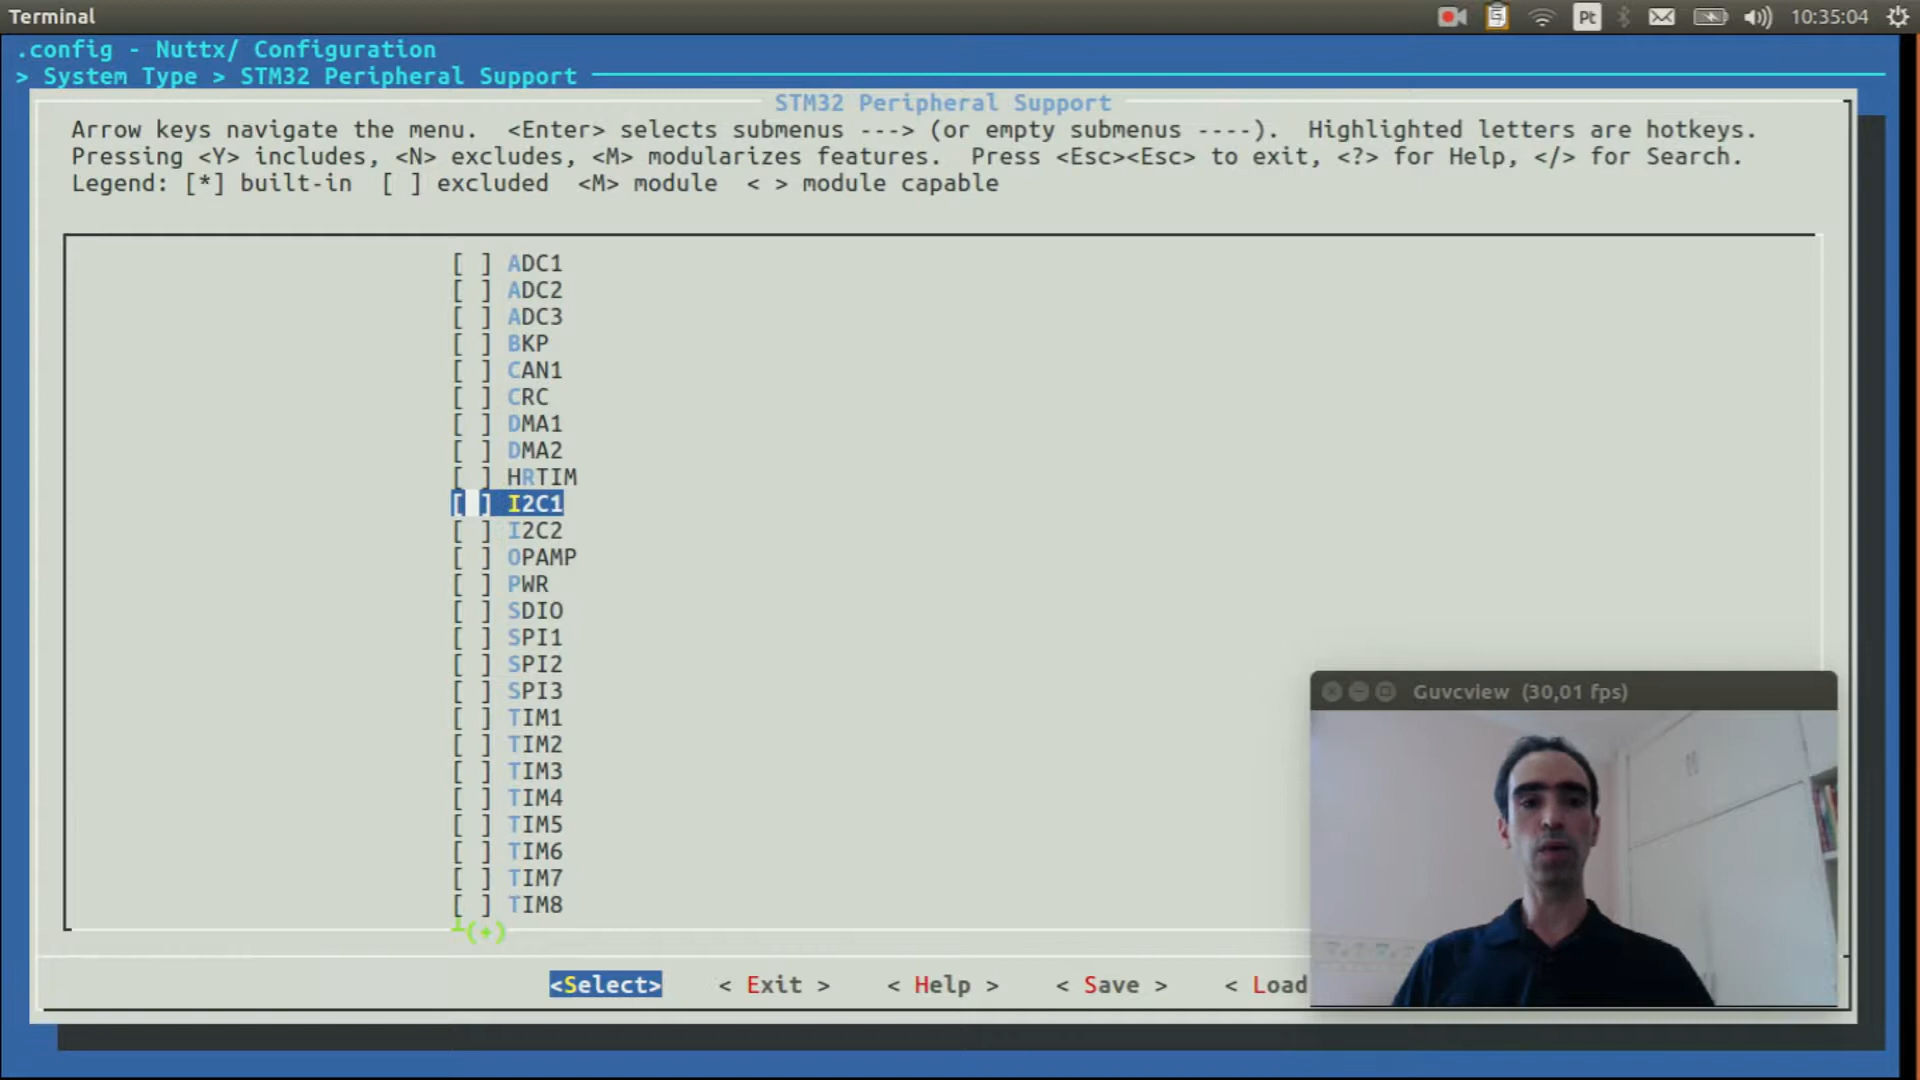 Terminal
Pt
10:35:04
.config - Nuttx/ Configuration
> System Type > STM32 Peripheral Support
STM32 Peripheral Support
Arrow keys navigate the menu. <Enter> selects submenus ---> (or empty submenus ----). Highlighted letters are hotkeys.
Pressing <Y> includes, <N> excludes, <M> modularizes features. Press <Esc><Esc> to exit, <?> for Help, </> for Search.
Legend: [*] built-in [ ] excluded <M> module < > module capable
[ ] ADC1
[ ] ADC2
[ ] ADC3
[ ] BKP
[ ] CAN1
[ ] CRC
[ ] DMA1
[ ] DMA2
[ ] HRTIM
[ ] I2C1
[ ] I2C2
[ ] OPAMP
[ ] PWR
[ ] SDIO
[ ] SPI1
[ ] SPI2
[ ] SPI3
[ ] TIM1
[ ] TIM2
[ ] TIM3
[ ] TIM4
[ ] TIM5
[ ] TIM6
[ ] TIM7
[ ] TIM8
(+)
<Select> < Exit > < Help > < Save > < Load
Guvcview (30,01 fps)